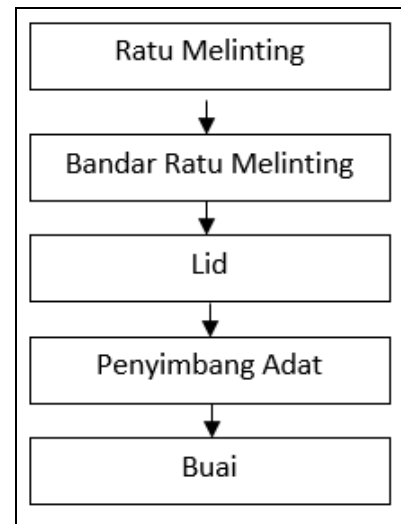 Ratu Melinting
Bandar Ratu Melinting
Lid
Penyimbang Adat
Buai